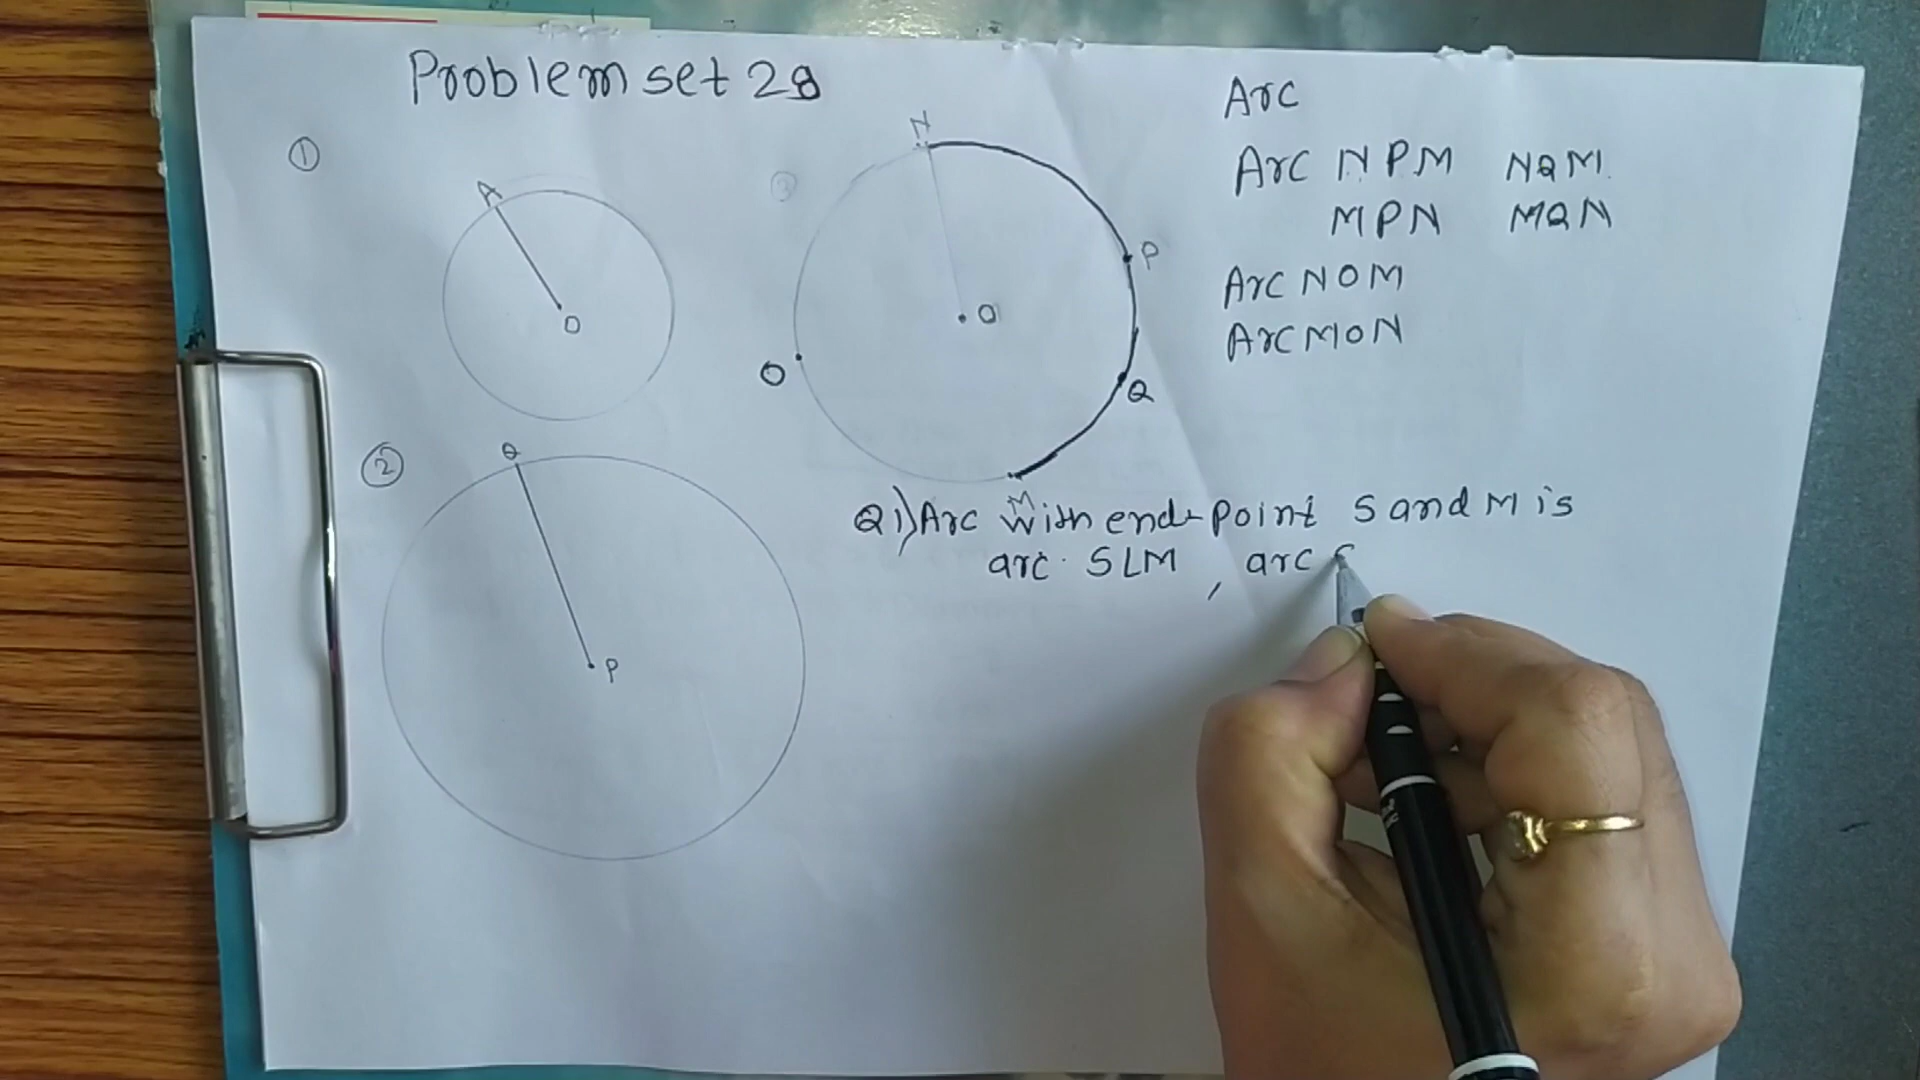 Problem set 28
①
A
O
②
Q
P
③
N
P
O
O
Q
M
Arc
Arc NPM NQM
MPN MQN
Arc NOM
Arc MON
Q1) Arc with end-point S and M is
arc SLM , arc S